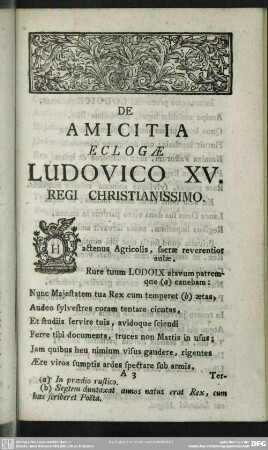 DE
AMICITIA
ECLOGÆ
LUDOVICO XV.
REGI CHRISTIANISSIMO.
Hactenus Agricolis, sacræ reverentior
aulæ,
Rure tuum LODOIX atavum patrem-
que (a) canebam:
Nunc Majestatem tua Rex cum temperet (b) ætas,
Audeo sylvestres coram tentare cicutas,
Et studiis servire tuis, avidoque sciendi
Ferre tibi documenta, truces non Martis in usus;
Jam quibus heu nimium visus gaudere, rigentes
Ære viros sumptis ardes spectare sub armis,
A 3 Ter-
(a) In prædio rustico.
(b) Septem duntaxat annos natus erat Rex, cum
hæc scriberet Poëta.
DFG